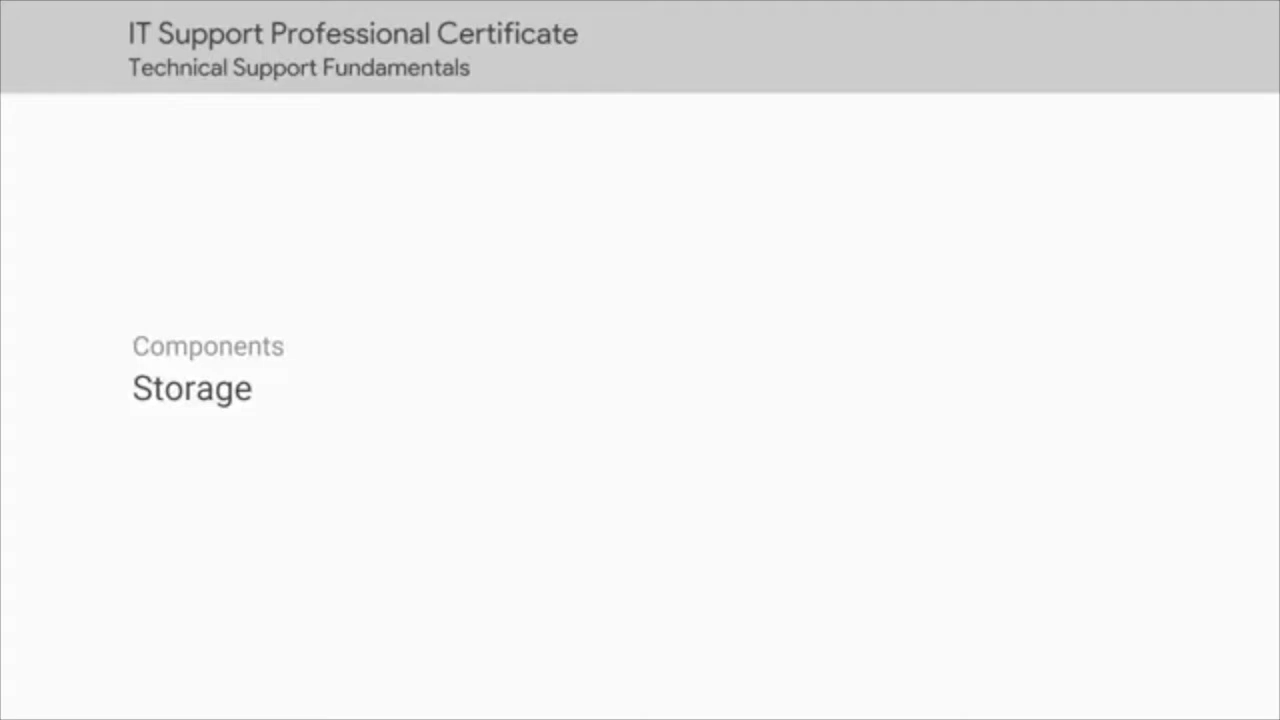 IT Support Professional Certificate
Technical Support Fundamentals
Components
Storage